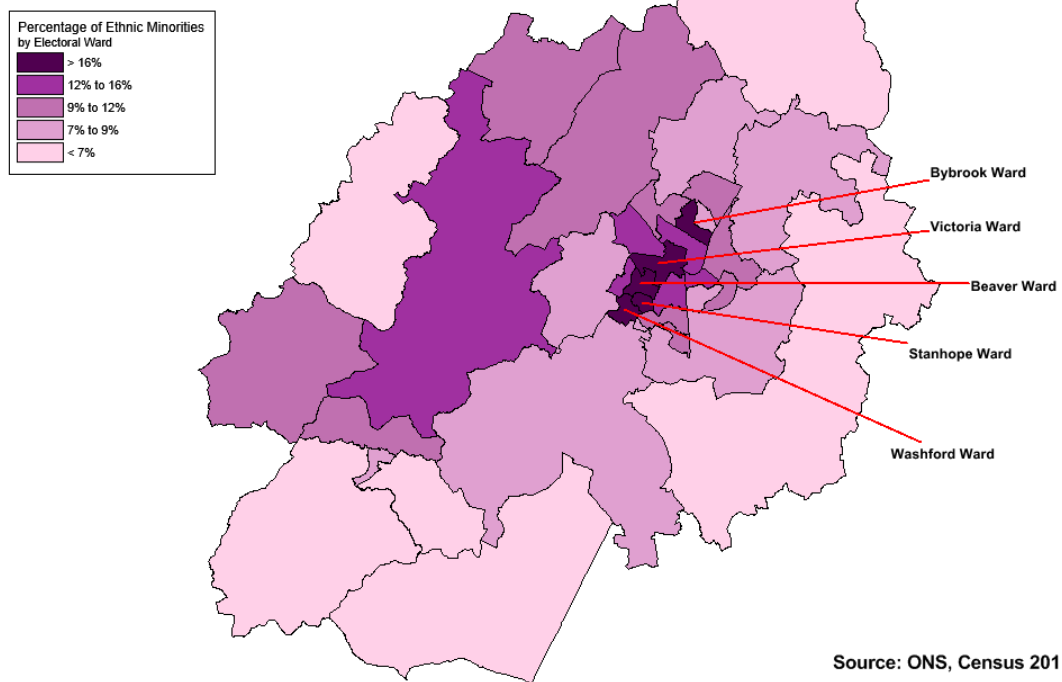 Percentage of Ethnic Minorities
by Electoral Ward
> 16%
12% to 16%
9% to 12%
7% to 9%
< 7%
Bybrook Ward
Victoria Ward
Beaver Ward
Stanhope Ward
Washford Ward
Source: ONS, Census 201